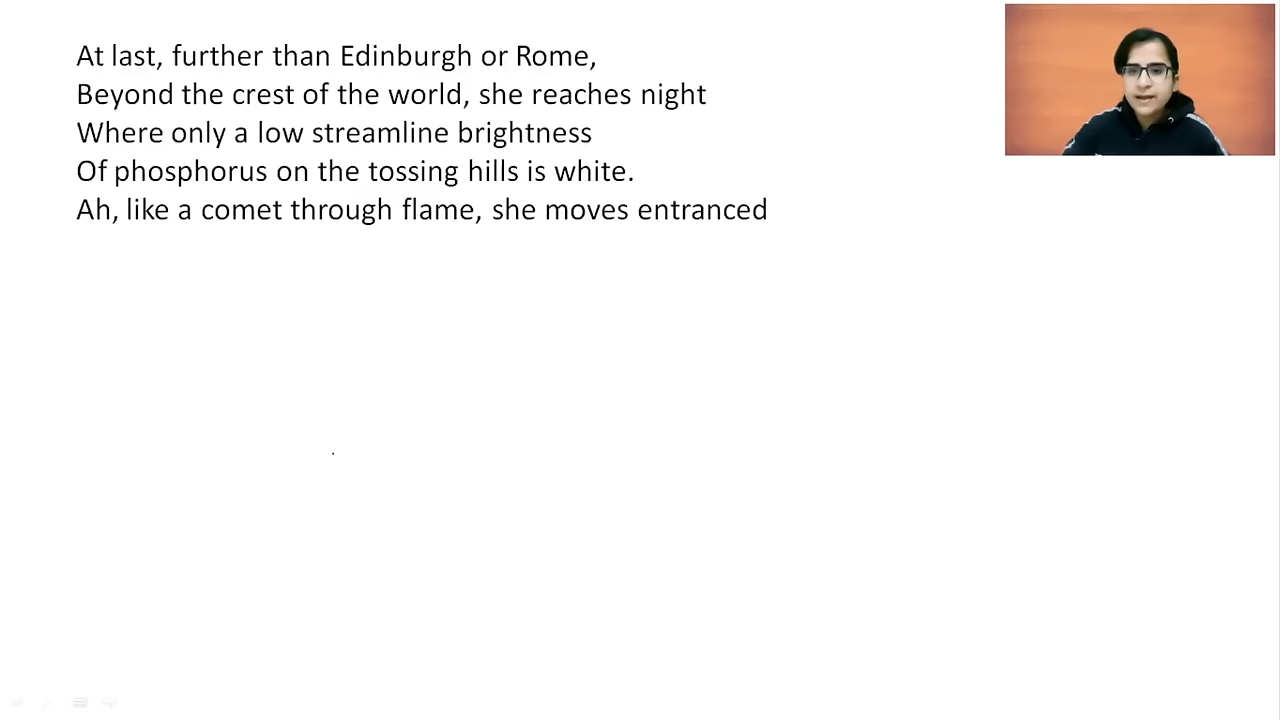 At last, further than Edinburgh or Rome,
Beyond the crest of the world, she reaches night
Where only a low streamline brightness
Of phosphorus on the tossing hills is white.
Ah, like a comet through flame, she moves entranced